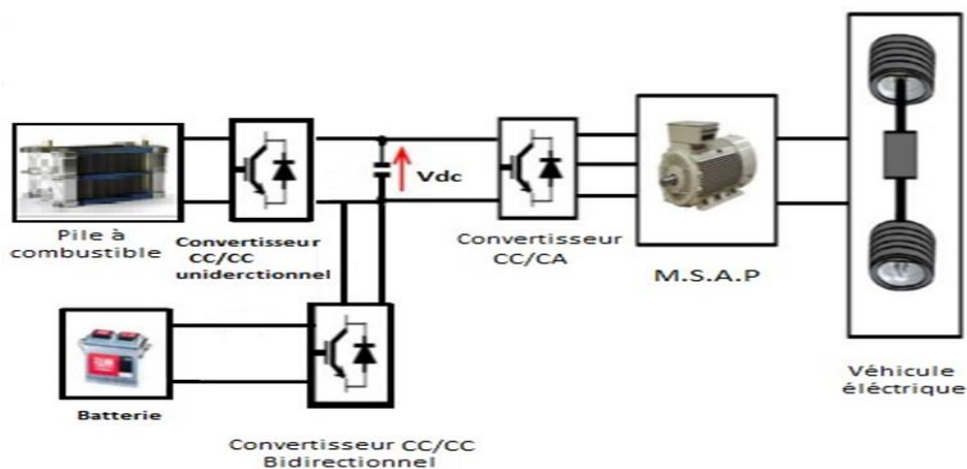 Vdc
Pile à
combustible
Convertisseur
CC/CC
uniderctionnel
Convertisseur
CC/CA
M.S.A.P
Batterie
Convertisseur CC/CC
Bidirectionnel
Véhicule
éléctrique